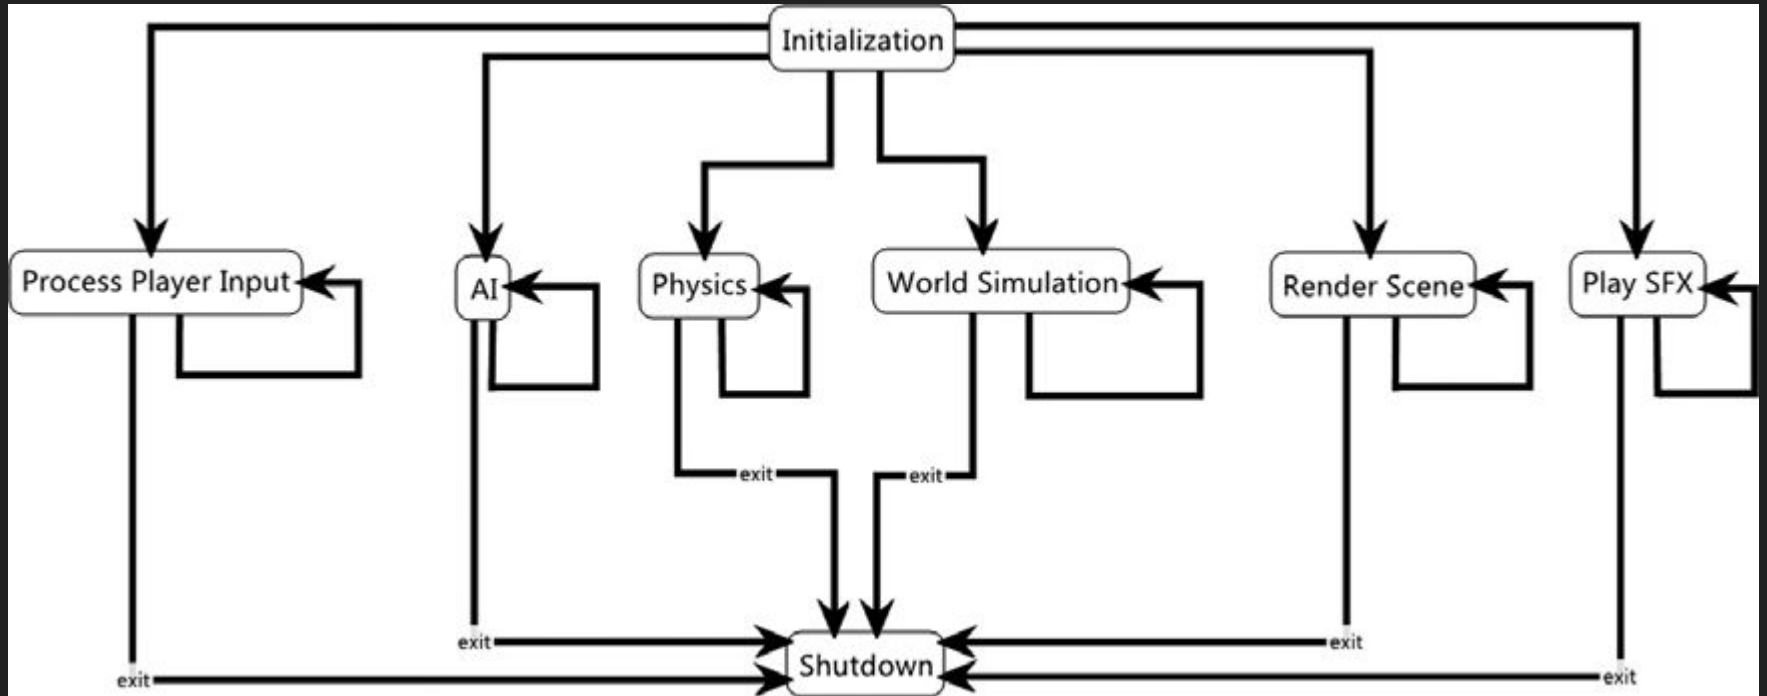 Initialization
Process Player Input
AI
Physics
World Simulation
Render Scene
Play SFX
exit
exit
exit
exit
exit
exit
Shutdown